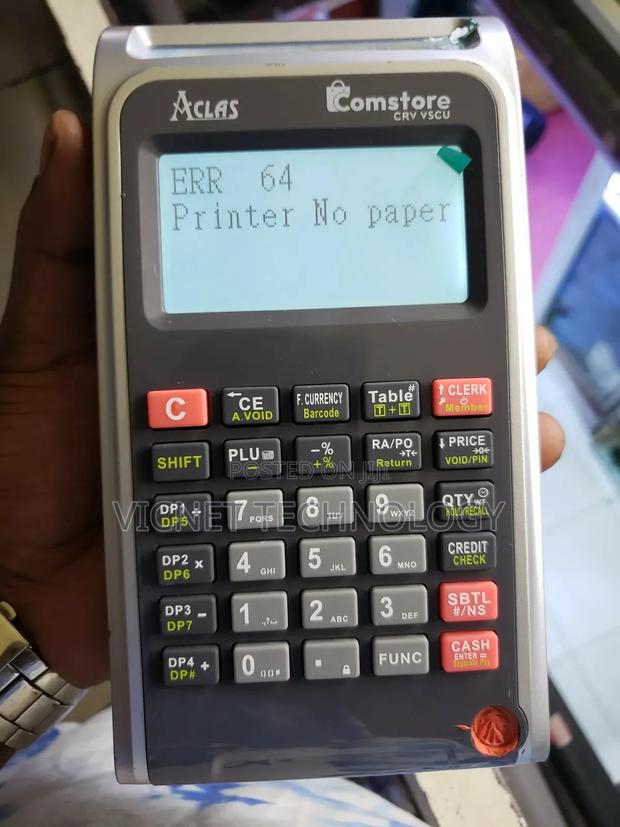 ACLAS
Comstore
CRV VSCU
ERR 64
Printer No paper
C
CE
A.VOID
F. CURRENCY
Barcode
Table#
T + T
CLERK
Member
SHIFT
PLU
–
–%
+%
RA/PO
→T←
Return
PRICE
→0←
VOID/PIN
POSTED ON JIJI
VIGNET TECHNOLOGY
DP1 ÷
DP5
7 PQRS
8 TUV
9 WXYZ
QTY WT
HOLD/RECALL
DP2 ×
DP6
4 GHI
5 JKL
6 MNO
CREDIT
CHECK
DP3 –
DP7
1
2 ABC
3 DEF
SBTL
#/NS
DP4 +
DP#
0
.
FUNC
CASH
ENTER =
Separate Pay